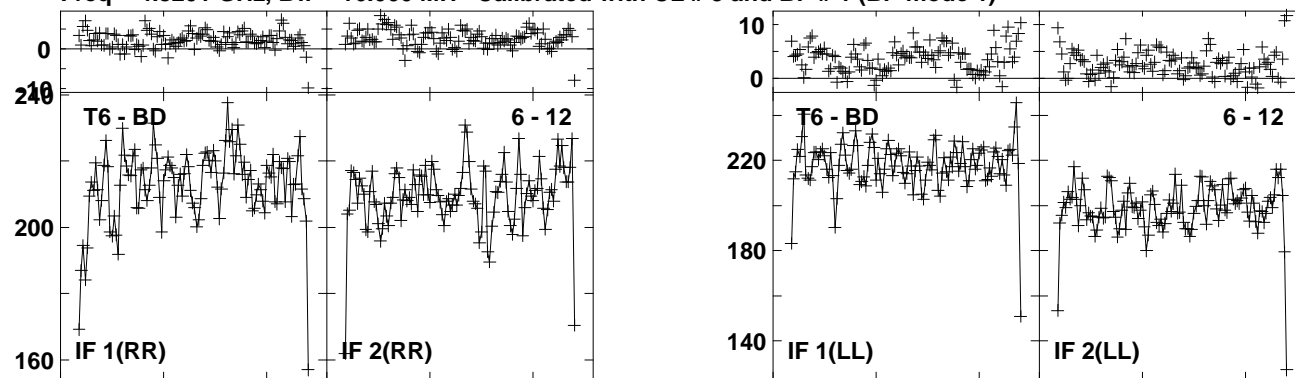 10
0
0
10
240
T6 - BD
6 - 12
T6 - BD
6 - 12
220
200
180
140
160
IF 1(RR)
IF 2(RR)
IF 1(LL)
IF 2(LL)